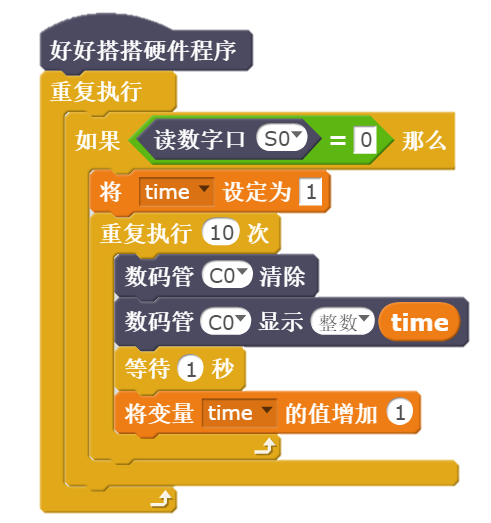 好好搭搭硬件程序
重复执行
如果 读数字口 S0 = 0 那么
将 time 设定为 1
重复执行 10 次
数码管 C0 清除
数码管 C0 显示 整数 time
等待 1 秒
将变量 time 的值增加 1